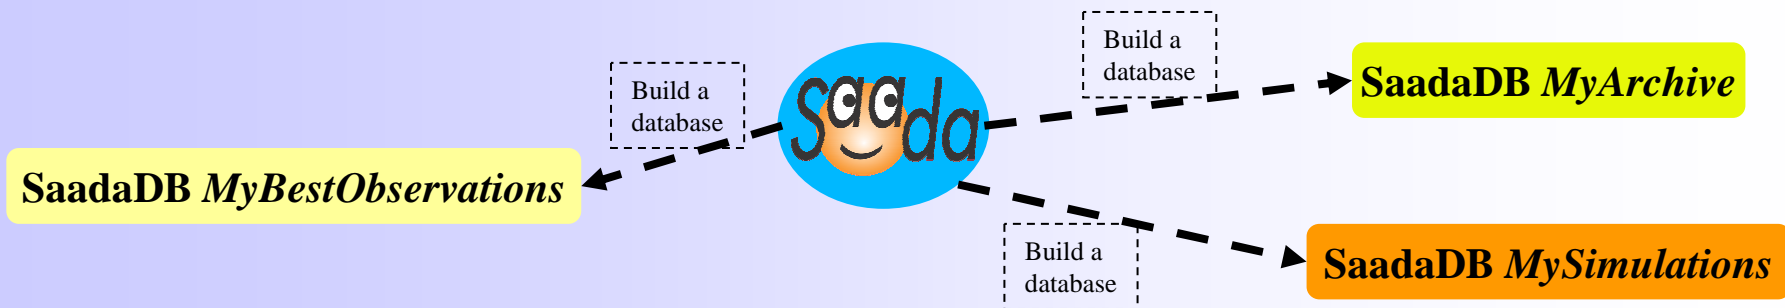 Build a
database
SaadaDB MyArchive
Build a
database
Saada
SaadaDB MyBestObservations
Build a
database
SaadaDB MySimulations